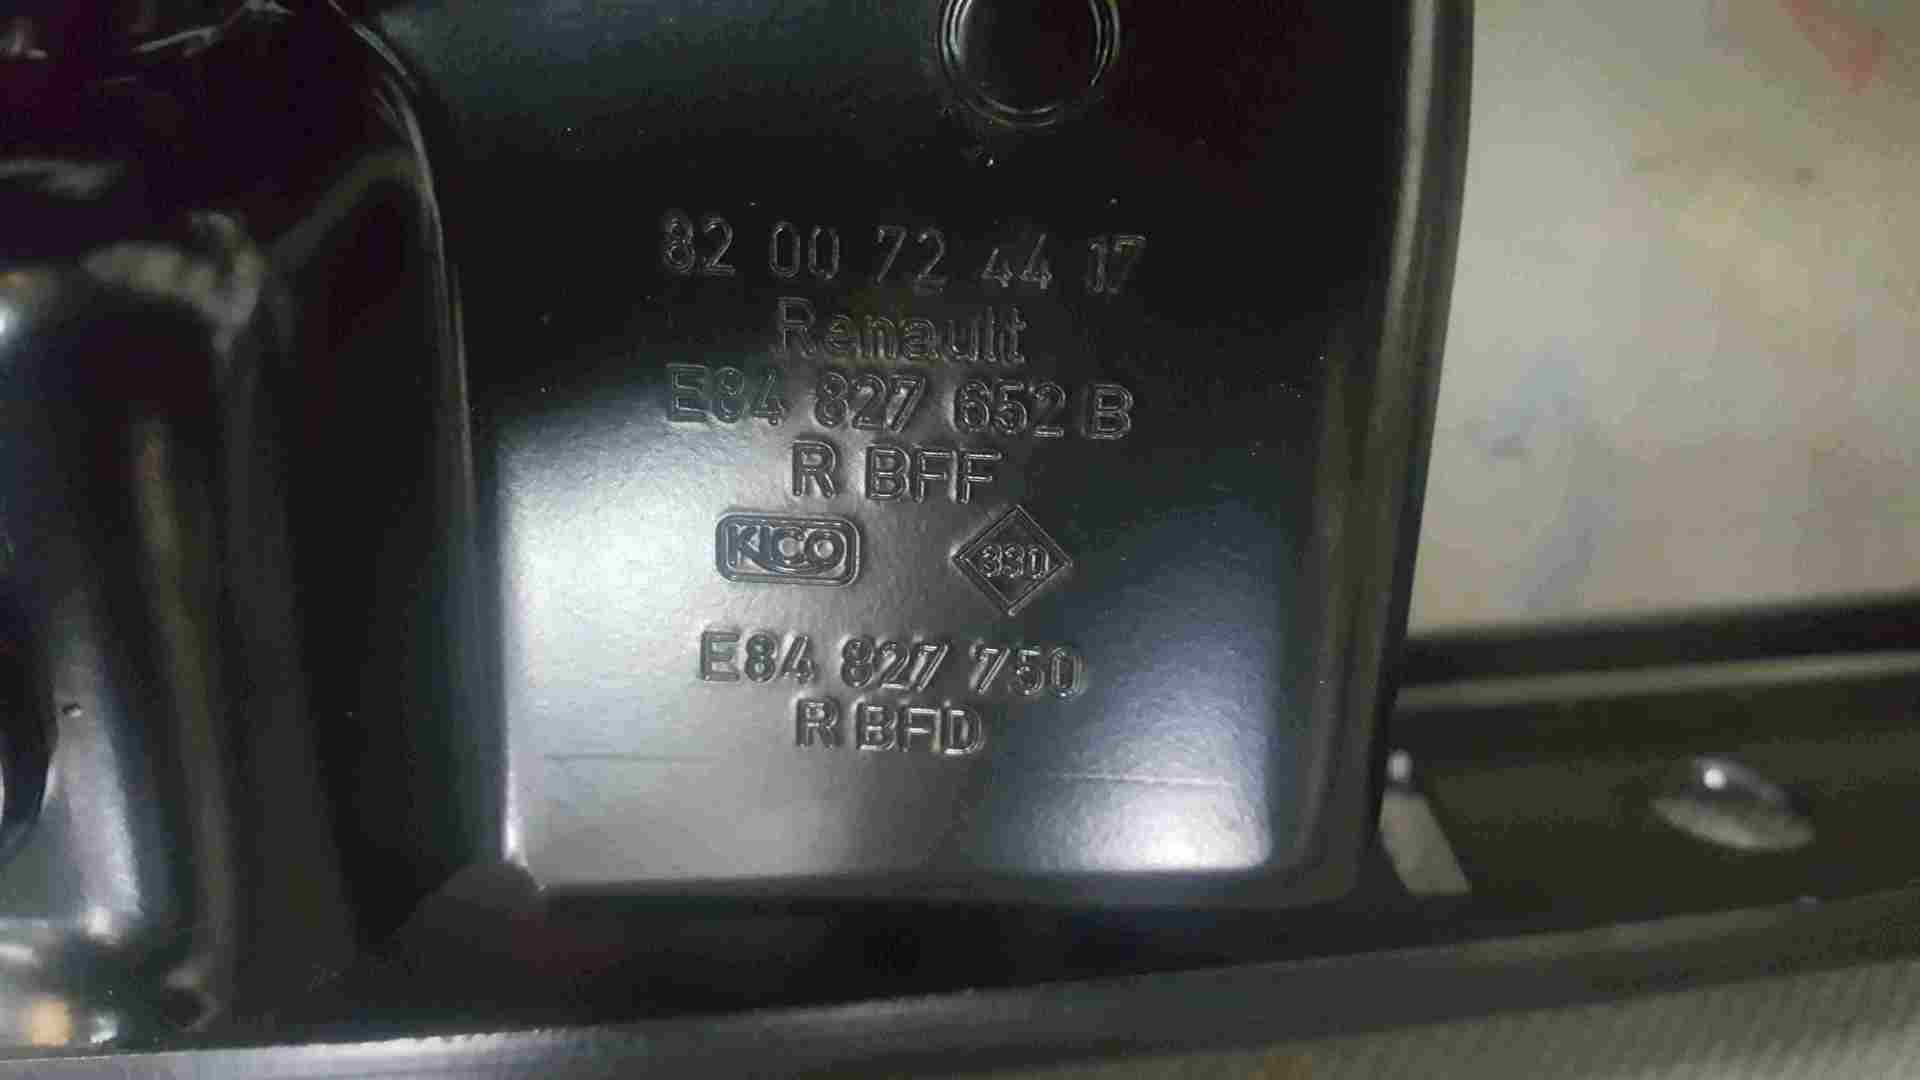 82 00 72 44 17
Renault
E84 827 652 B
R BFF
KICO 330
E84 827 750
R BFD